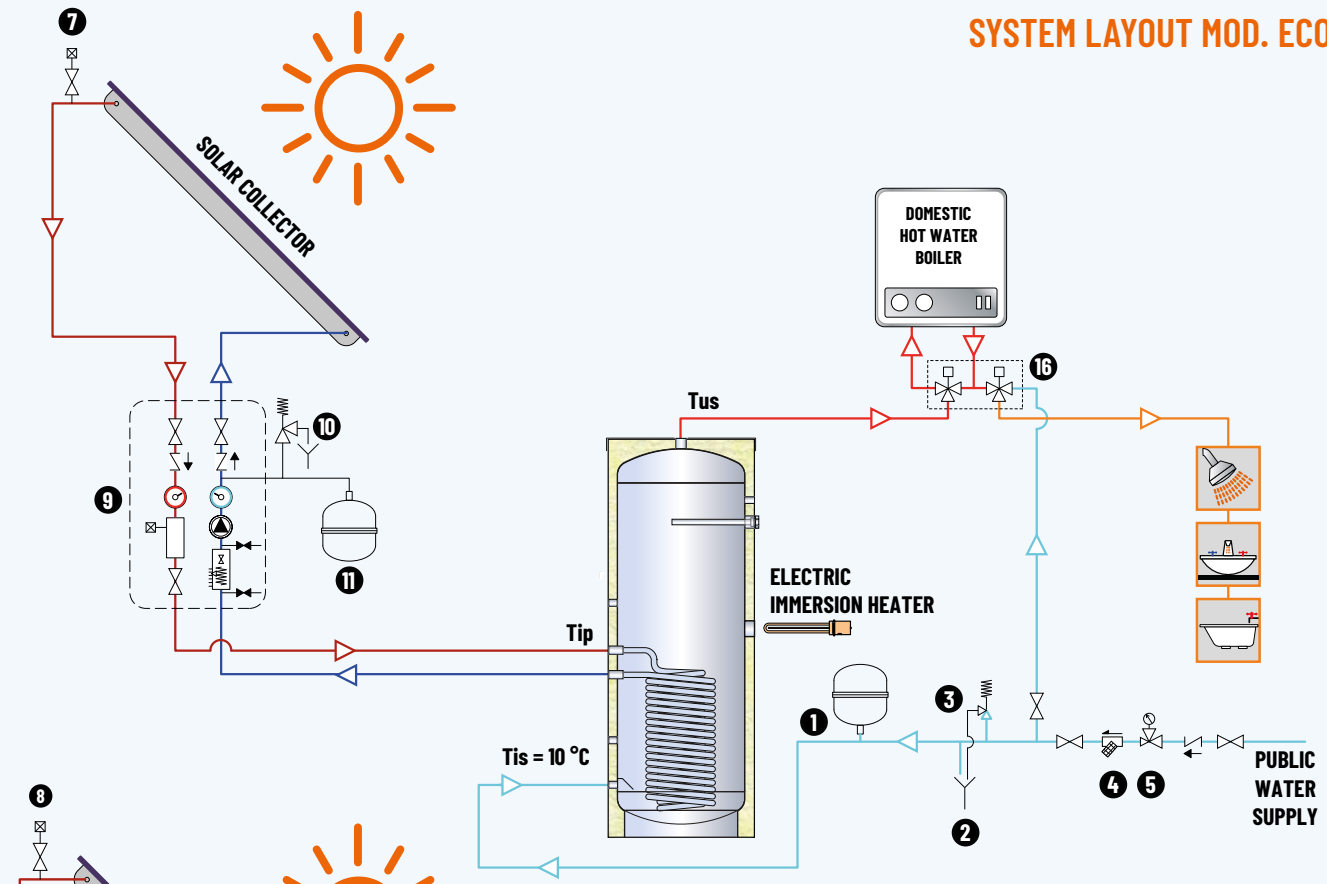 7
SYSTEM LAYOUT MOD. ECO
SOLAR COLLECTOR
DOMESTIC
HOT WATER
BOILER
16
Tus
10
9
11
ELECTRIC
IMMERSION HEATER
Tip
3
1
Tis = 10 °C
4
5
PUBLIC
WATER
SUPPLY
2
8